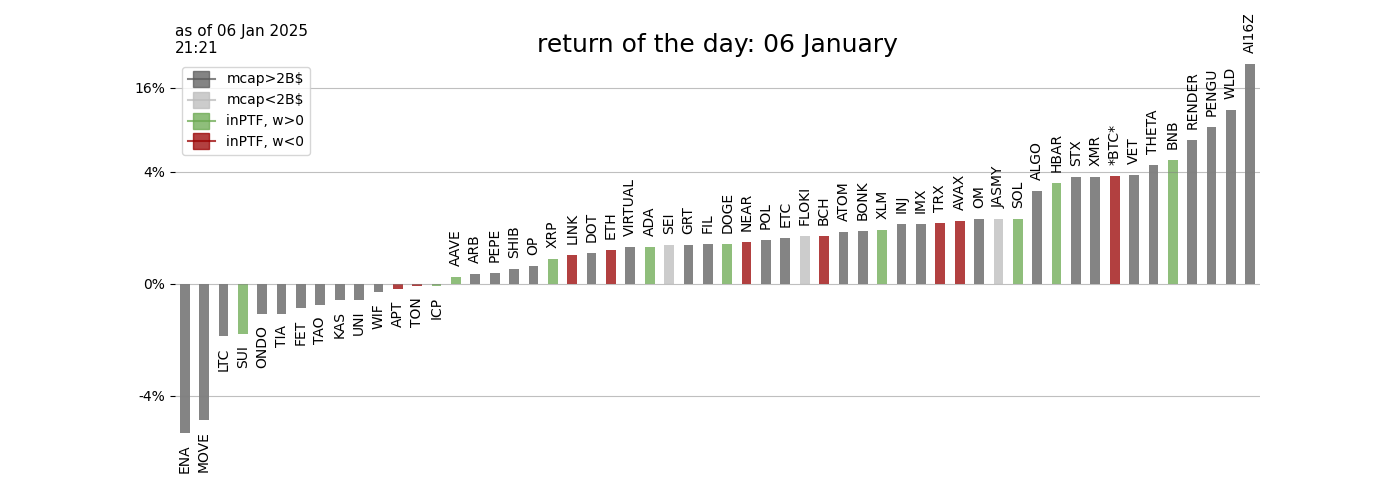 as of 06 Jan 2025
21:21
return of the day: 06 January
mcap>2B$
mcap<2B$
inPTF, w>0
inPTF, w<0
16%
4%
0%
-4%
ENA
MOVE
LTC
SUI
ONDO
TIA
FET
TAO
KAS
UNI
WIF
APT
TON
ICP
AAVE
ARB
PEPE
SHIB
OP
XRP
LINK
DOT
ETH
VIRTUAL
ADA
SEI
GRT
FIL
DOGE
NEAR
POL
ETC
FLOKI
BCH
ATOM
BONK
XLM
INJ
IMX
TRX
AVAX
OM
JASMY
SOL
ALGO
HBAR
STX
XMR
*BTC*
VET
THETA
BNB
RENDER
PENGU
WLD
AI16Z